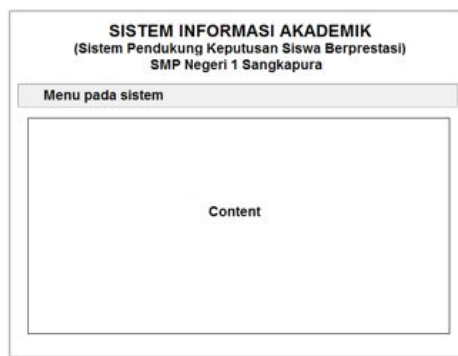 SISTEM INFORMASI AKADEMIK
(Sistem Pendukung Keputusan Siswa Berprestasi)
SMP Negeri 1 Sangkapura
Menu pada sistem
Content